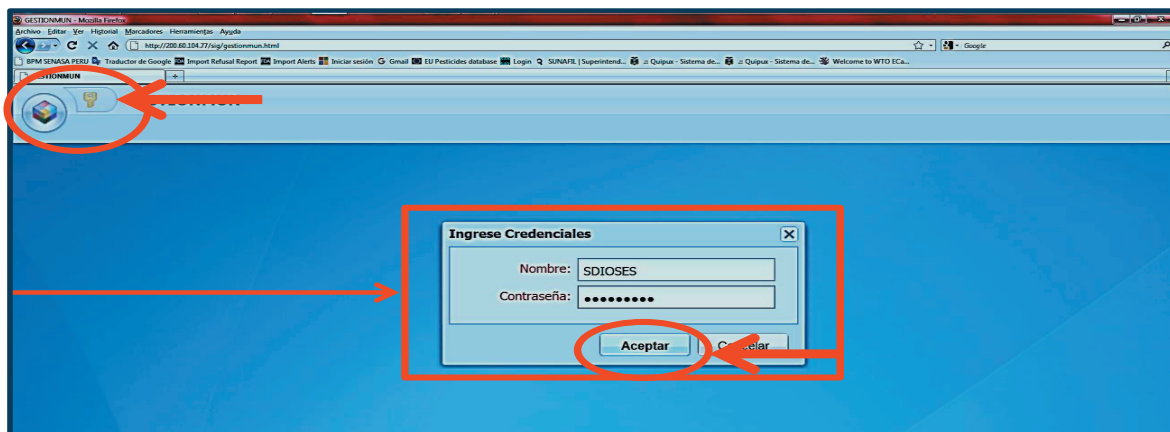 GESTIONMUN - Mozilla Firefox
Archivo Editar Ver Historial Marcadores Herramientas Ayuda
http://200.60.104.77/sig/gestionmun.html
Google
BPM SENASA PERU Traductor de Google Import Refusal Report Import Alerts Iniciar sesión Gmail EU Pesticides database Login SUNAFIL | Superintend... :: Quipux - Sistema de... :: Quipux - Sistema de... Welcome to WTO ECa...
GESTIONMUN
Ingrese Credenciales
Nombre: SDIOSES
Contraseña: •••••••••
Aceptar Cancelar